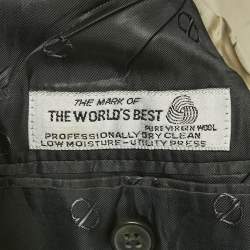 THE MARK OF
THE WORLD'S BEST
PURE VIRGIN WOOL
PROFESSIONALLY DRY CLEAN
LOW MOISTURE-UTILITY PRESS